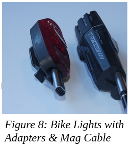 Figure 8: Bike Lights with
Adapters & Mag Cable